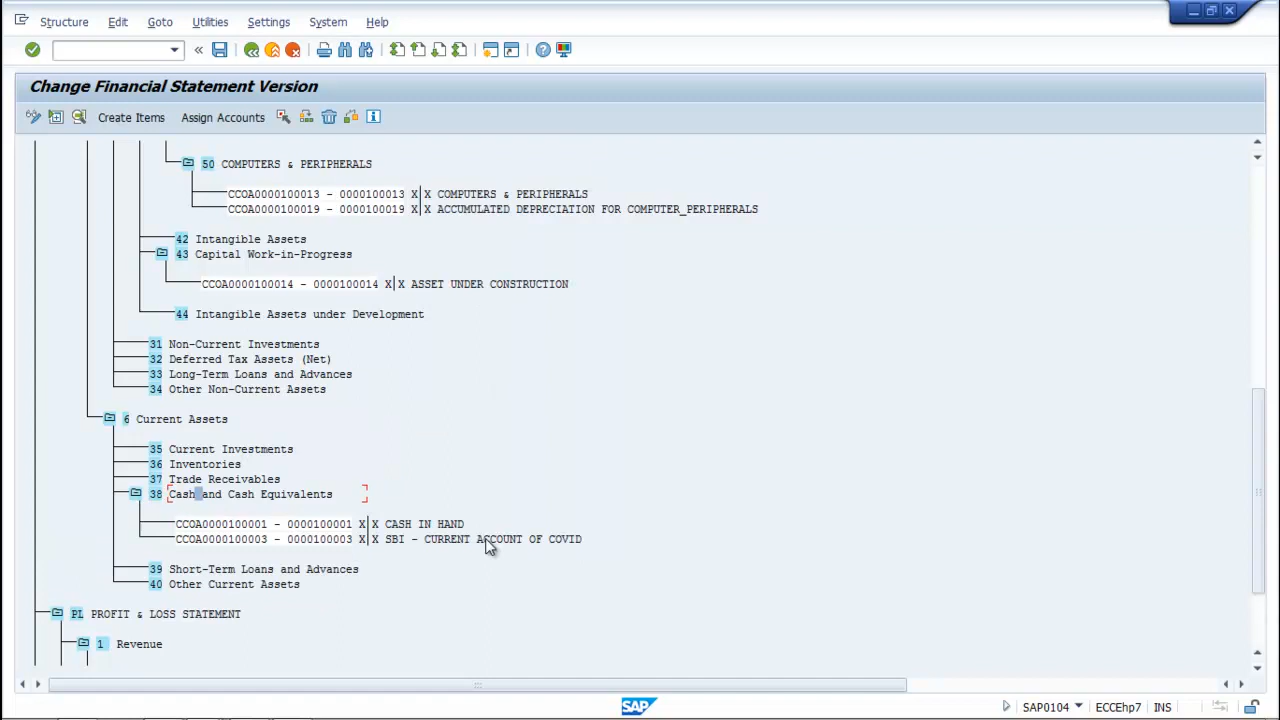 Structure Edit Goto Utilities Settings System Help
Change Financial Statement Version
Create Items Assign Accounts
50 COMPUTERS & PERIPHERALS
CCOA0000100013 - 0000100013 X X COMPUTERS & PERIPHERALS
CCOA0000100019 - 0000100019 X X ACCUMULATED DEPRECIATION FOR COMPUTER_PERIPHERALS
42 Intangible Assets
43 Capital Work-in-Progress
CCOA0000100014 - 0000100014 X X ASSET UNDER CONSTRUCTION
44 Intangible Assets under Development
31 Non-Current Investments
32 Deferred Tax Assets (Net)
33 Long-Term Loans and Advances
34 Other Non-Current Assets
6 Current Assets
35 Current Investments
36 Inventories
37 Trade Receivables
38 Cash and Cash Equivalents
CCOA0000100001 - 0000100001 X X CASH IN HAND
CCOA0000100003 - 0000100003 X X SBI - CURRENT ACCOUNT OF COVID
39 Short-Term Loans and Advances
40 Other Current Assets
PL PROFIT & LOSS STATEMENT
1 Revenue
SAP SAP0104 ECCEhp7 INS